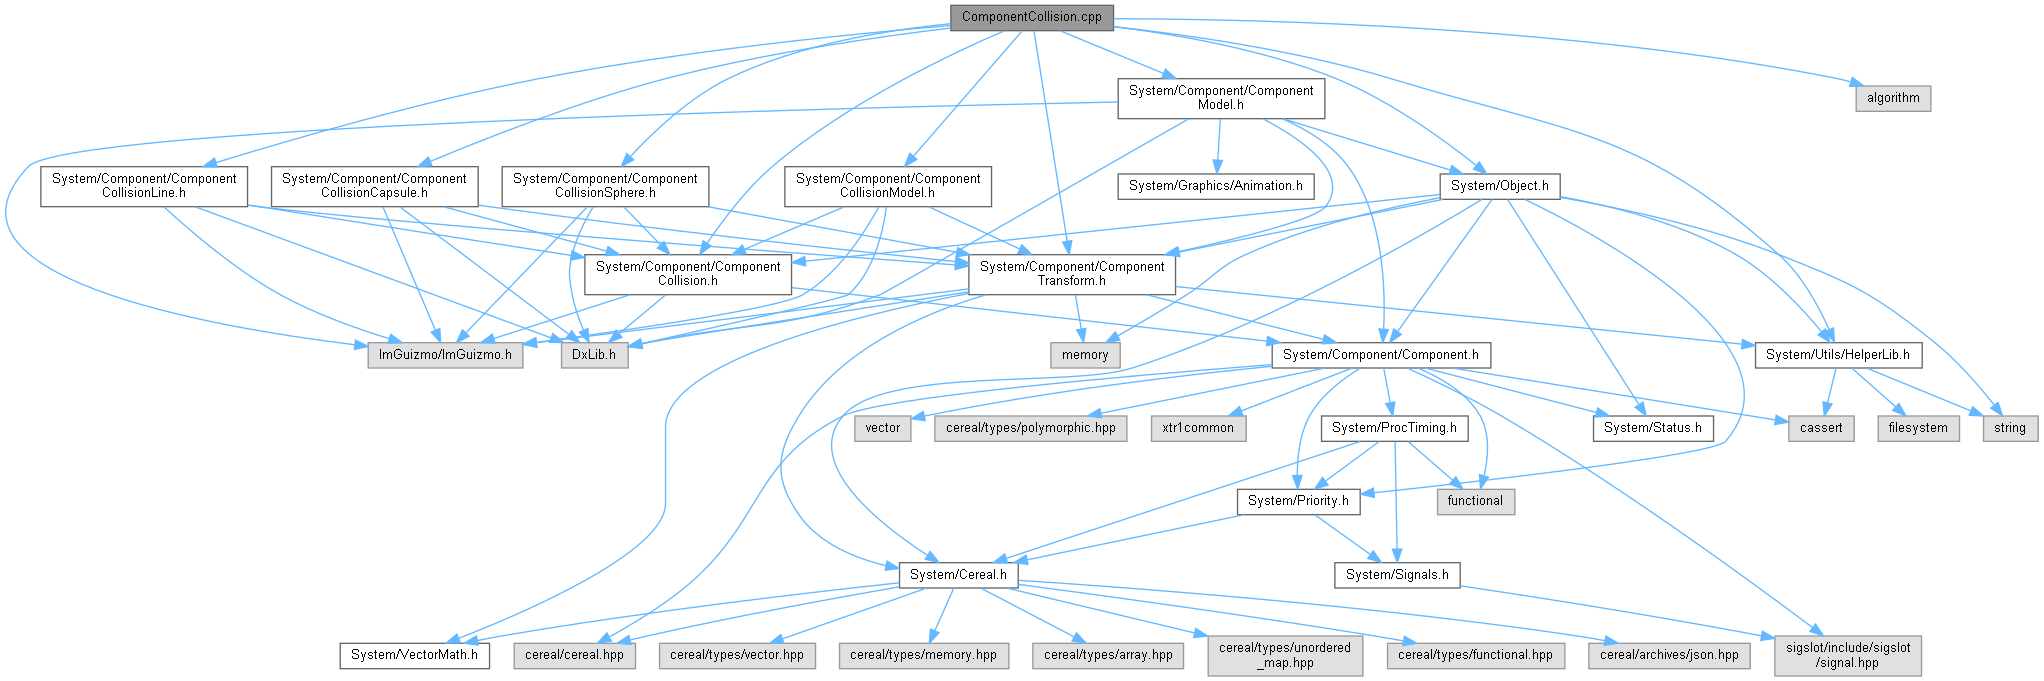 ComponentCollision.cpp
System/Component/Component
Model.h
algorithm
System/Component/Component
CollisionLine.h
System/Component/Component
CollisionCapsule.h
System/Component/Component
CollisionSphere.h
System/Component/Component
CollisionModel.h
System/Graphics/Animation.h
System/Object.h
System/Component/Component
Collision.h
System/Component/Component
Transform.h
ImGuizmo/ImGuizmo.h
DxLib.h
memory
System/Component/Component.h
System/Utils/HelperLib.h
vector
cereal/types/polymorphic.hpp
xtr1common
System/ProcTiming.h
System/Status.h
cassert
filesystem
string
System/Priority.h
functional
System/Cereal.h
System/Signals.h
System/VectorMath.h
cereal/cereal.hpp
cereal/types/vector.hpp
cereal/types/memory.hpp
cereal/types/array.hpp
cereal/types/unordered
_map.hpp
cereal/types/functional.hpp
cereal/archives/json.hpp
sigslot/include/sigslot
/signal.hpp